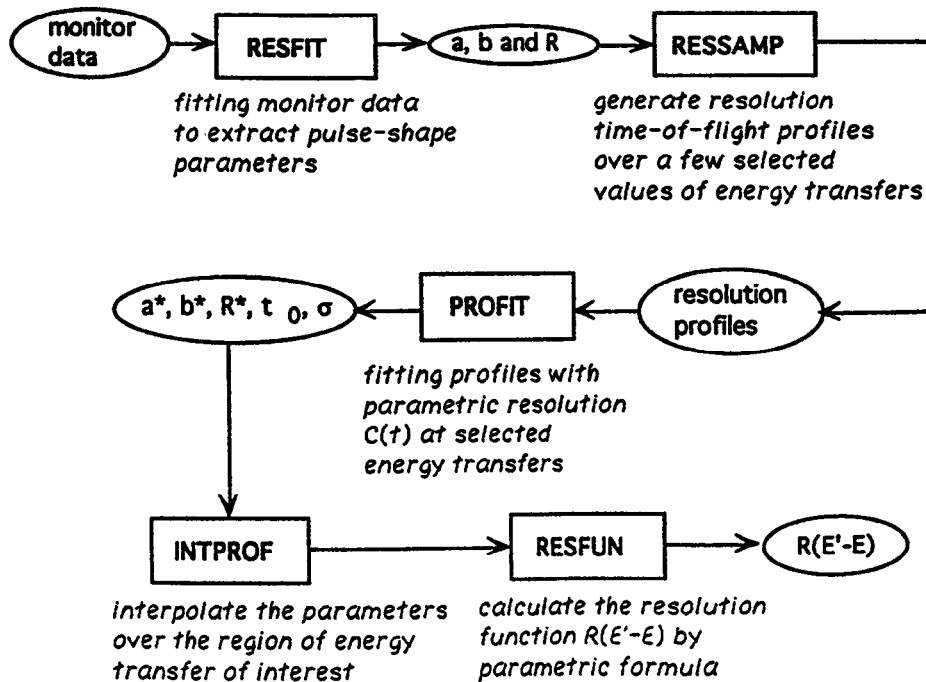 monitor
data
RESFIT
a, b and R
RESSAMP
fitting monitor data
to extract pulse-shape
parameters
generate resolution
time-of-flight profiles
over a few selected
values of energy transfers
a*, b*, R*, t 0, σ
PROFIT
resolution
profiles
fitting profiles with
parametric resolution
C(t) at selected
energy transfers
INTPROF
RESFUN
R(E'-E)
interpolate the parameters
over the region of energy
transfer of interest
calculate the resolution
function R(E'-E) by
parametric formula